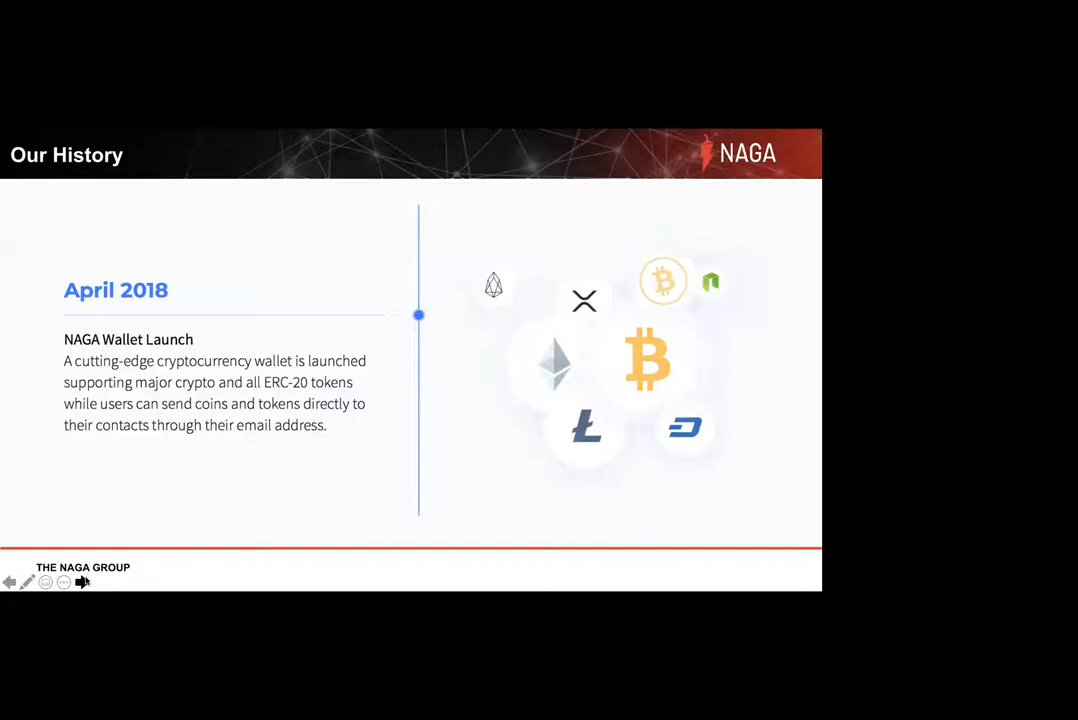 Our History
NAGA
April 2018
NAGA Wallet Launch
A cutting-edge cryptocurrency wallet is launched
supporting major crypto and all ERC-20 tokens
while users can send coins and tokens directly to
their contacts through their email address.
THE NAGA GROUP